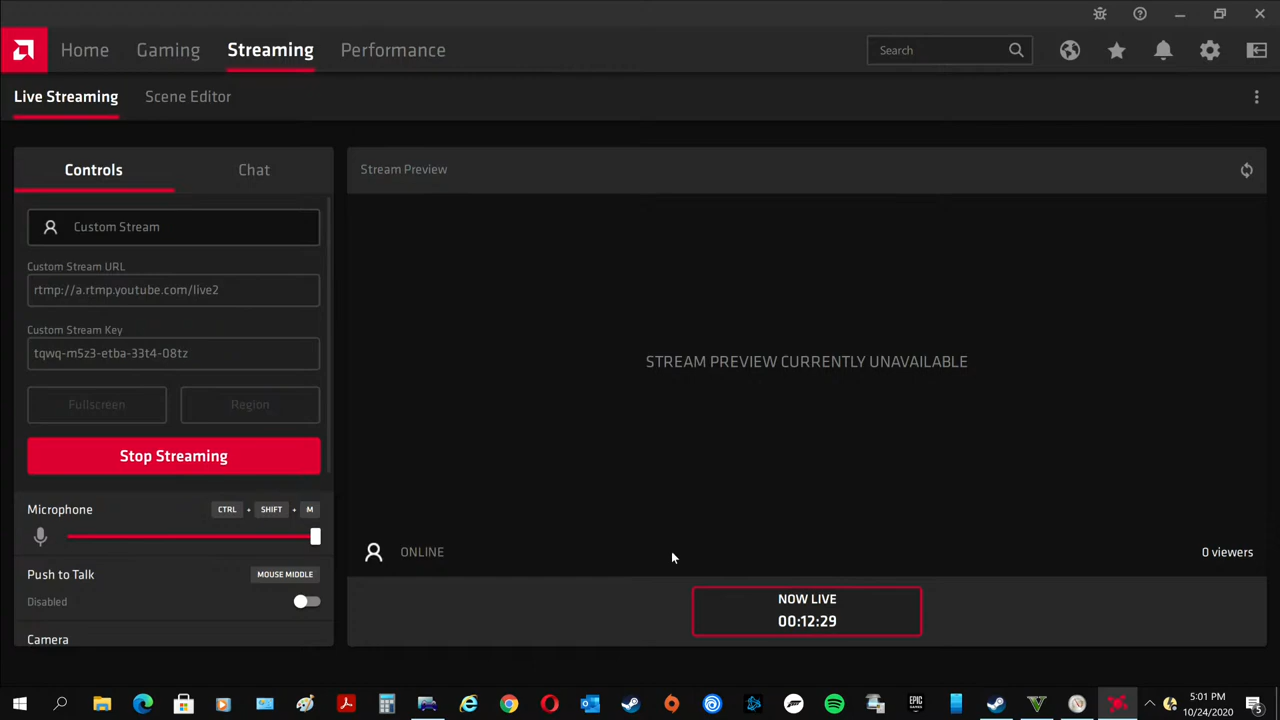 Home Gaming Streaming Performance Search
Live Streaming Scene Editor
Controls Chat
Custom Stream
Custom Stream URL
rtmp://a.rtmp.youtube.com/live2
Custom Stream Key
tqwq-m5z3-etba-33t4-08tz
Fullscreen Region
Stop Streaming
Microphone CTRL + SHIFT + M
Push to Talk MOUSE MIDDLE
Disabled
Camera
Stream Preview
STREAM PREVIEW CURRENTLY UNAVAILABLE
ONLINE 0 viewers
NOW LIVE
00:12:29
EPIC
GAMES
5:01 PM
10/24/2020
5